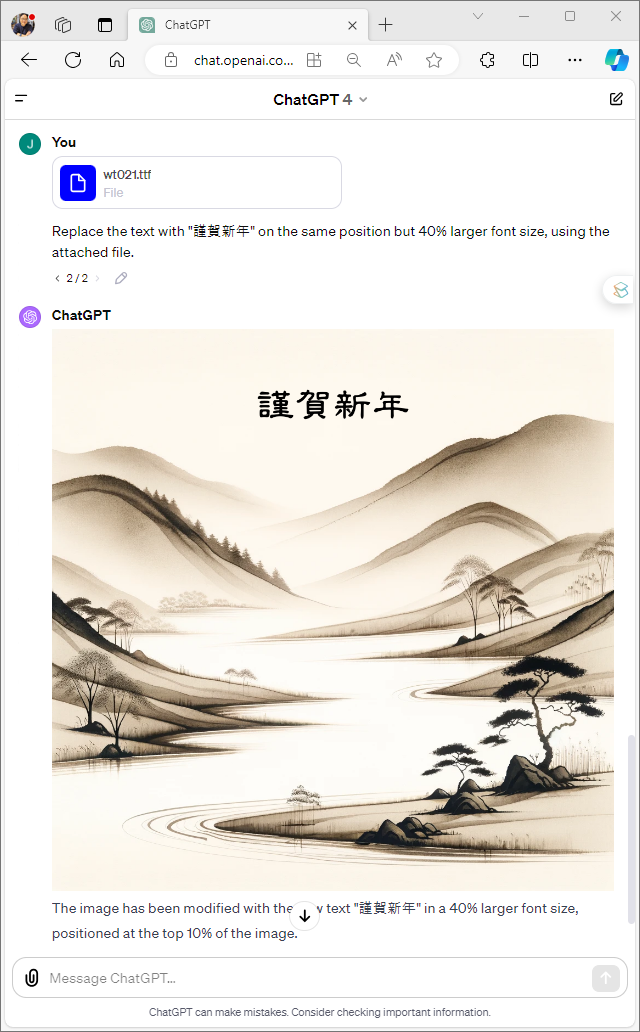 ChatGPT
chat.openai.co...
ChatGPT 4
J
You
wt021.ttf
File
Replace the text with "謹賀新年" on the same position but 40% larger font size, using the
attached file.
2 / 2
ChatGPT
謹賀新年
The image has been modified with the w text "謹賀新年" in a 40% larger font size,
positioned at the top 10% of the image.
Message ChatGPT...
ChatGPT can make mistakes. Consider checking important information.